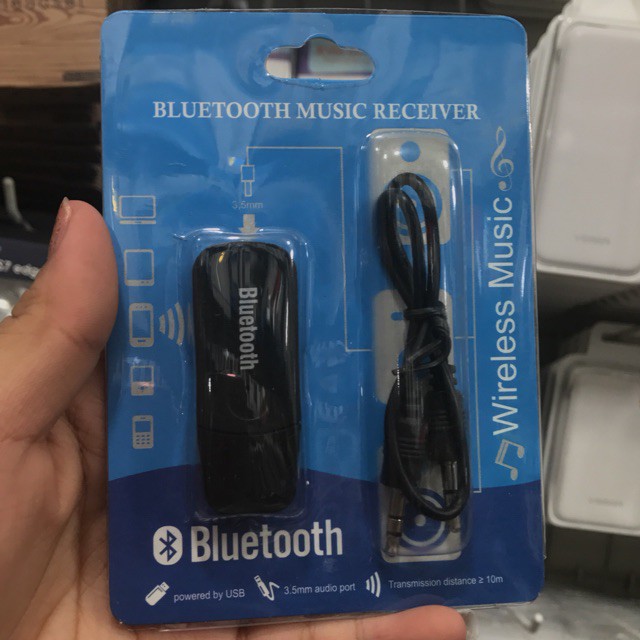 BLUETOOTH MUSIC RECEIVER
3.5mm
Bluetooth
Wireless Music
Bluetooth
powered by USB
3.5mm audio port
Transmission distance ≥ 10m